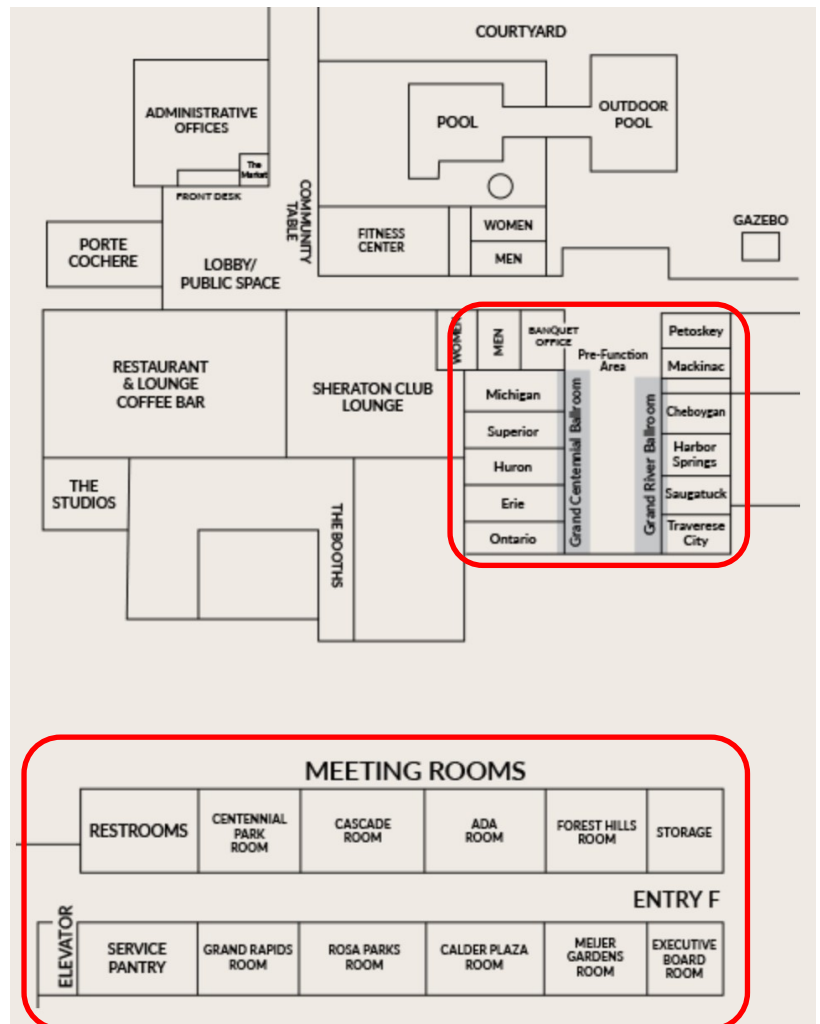 COURTYARD
ADMINISTRATIVE
OFFICES
The
Market
FRONT DESK
POOL
OUTDOOR
POOL
COMMUNITY
TABLE
FITNESS
CENTER
WOMEN
MEN
GAZEBO
PORTE
COCHERE
LOBBY/
PUBLIC SPACE
RESTAURANT
& LOUNGE
COFFEE BAR
SHERATON CLUB
LOUNGE
WOMEN
MEN
BANQUET
OFFICE
Pre-Function
Area
Petoskey
Mackinac
Michigan
Superior
Huron
Erie
Ontario
Grand Centennial Ballroom
Grand River Ballroom
Cheboygan
Harbor
Springs
Saugatuck
Traverese
City
THE
STUDIOS
THE BOOTHS
MEETING ROOMS
RESTROOMS
CENTENNIAL
PARK
ROOM
CASCADE
ROOM
ADA
ROOM
FOREST HILLS
ROOM
STORAGE
ENTRY F
ELEVATOR
SERVICE
PANTRY
GRAND RAPIDS
ROOM
ROSA PARKS
ROOM
CALDER PLAZA
ROOM
MEIJER
GARDENS
ROOM
EXECUTIVE
BOARD
ROOM